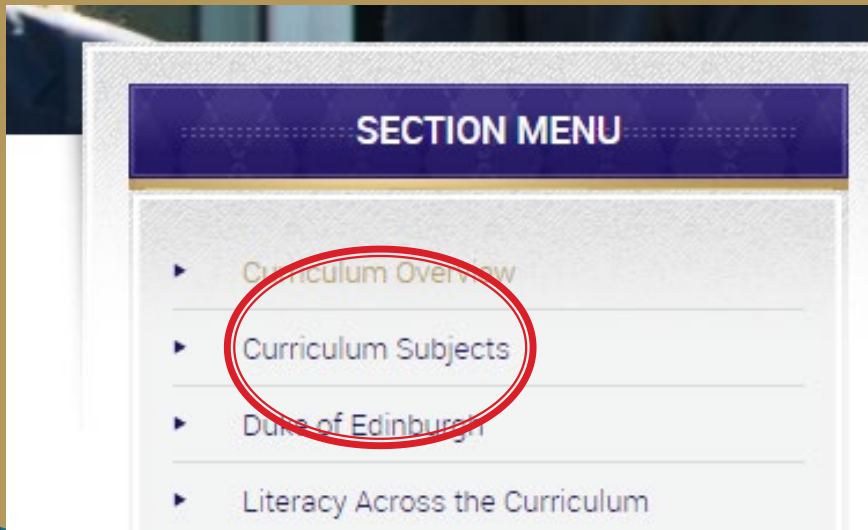 SECTION MENU
Curriculum Overview
Curriculum Subjects
Duke of Edinburgh
Literacy Across the Curriculum